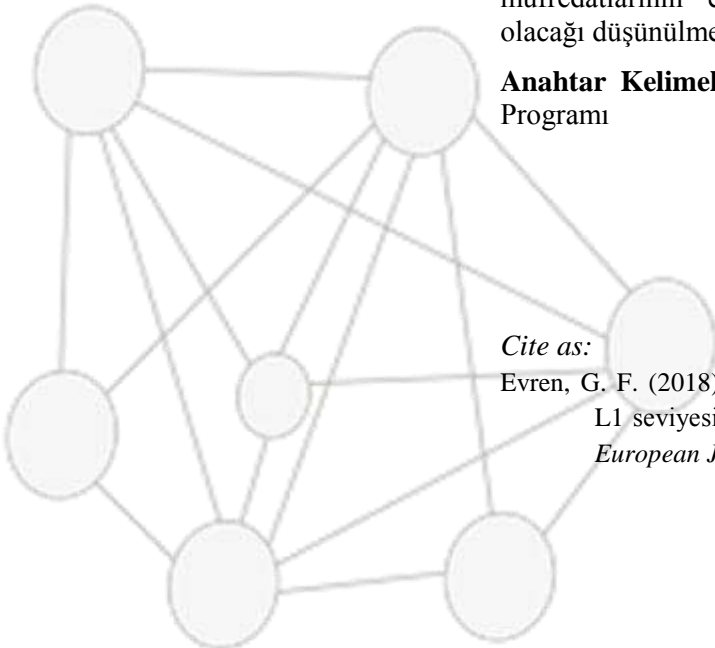 olacağı düşünülme
Anahtar Kelimel
Programı
Cite as:
Evren, G. F. (2018)
L1 seviyesi
European J